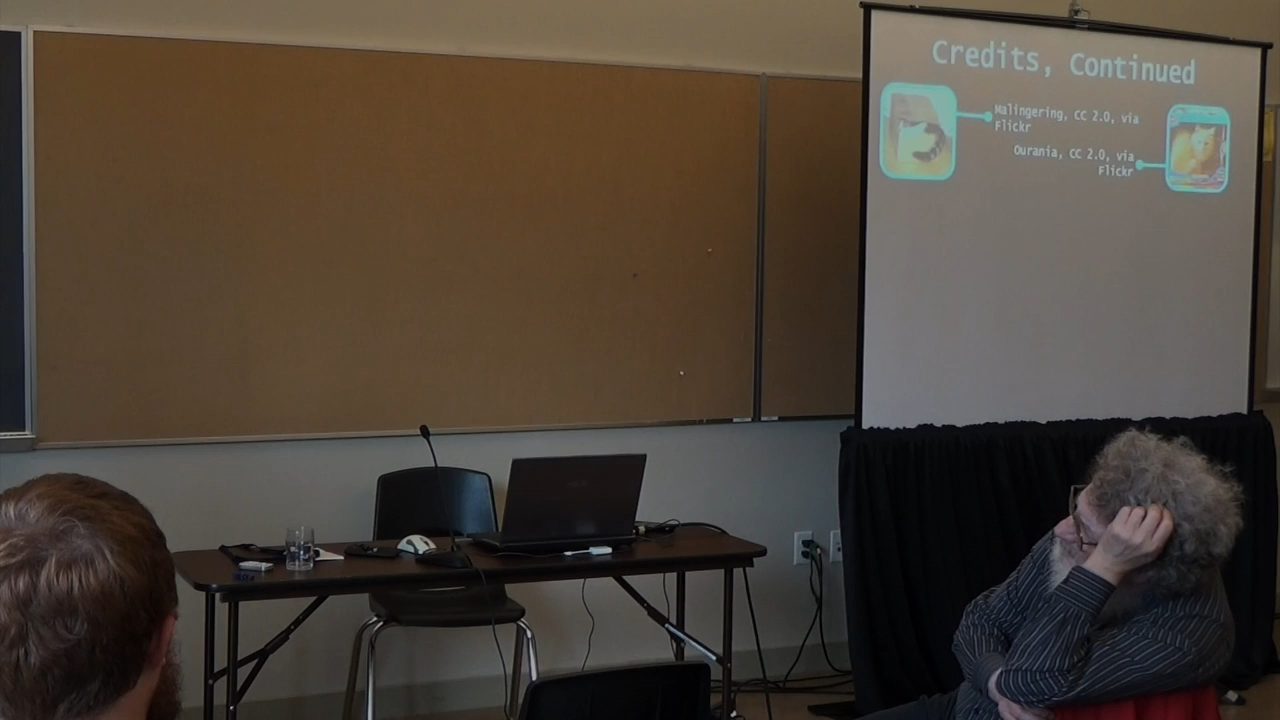 Credits, Continued
Malingering, CC 2.0, via
Flickr
Ourania, CC 2.0, via
Flickr